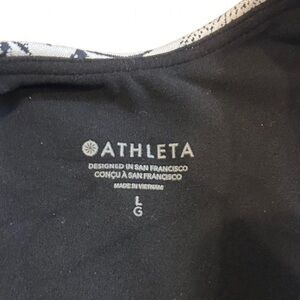 ATHLETA
DESIGNED IN SAN FRANCISCO
CONÇU À SAN FRANCISCO
MADE IN VIETNAM
L
G